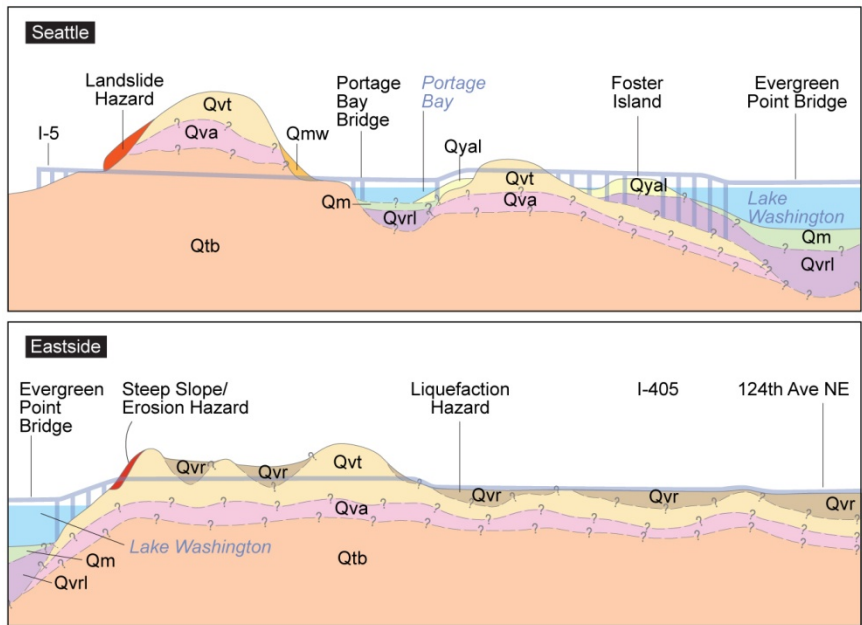 Seattle
Landslide
Hazard
I-5
Qvt
Qva
Qmw
Portage
Bay
Bridge
Portage
Bay
Qyal
Foster
Island
Evergreen
Point Bridge
Qvt
Qyal
Qm
Qvrl
Qva
Lake
Washington
Qm
Qvrl
Qtb
Eastside
Evergreen
Point
Bridge
Steep Slope/
Erosion Hazard
Liquefaction
Hazard
I-405
124th Ave NE
Qvr
Qvr
Qvt
Qvr
Qvr
Qvr
Qva
Lake Washington
Qm
Qvrl
Qtb